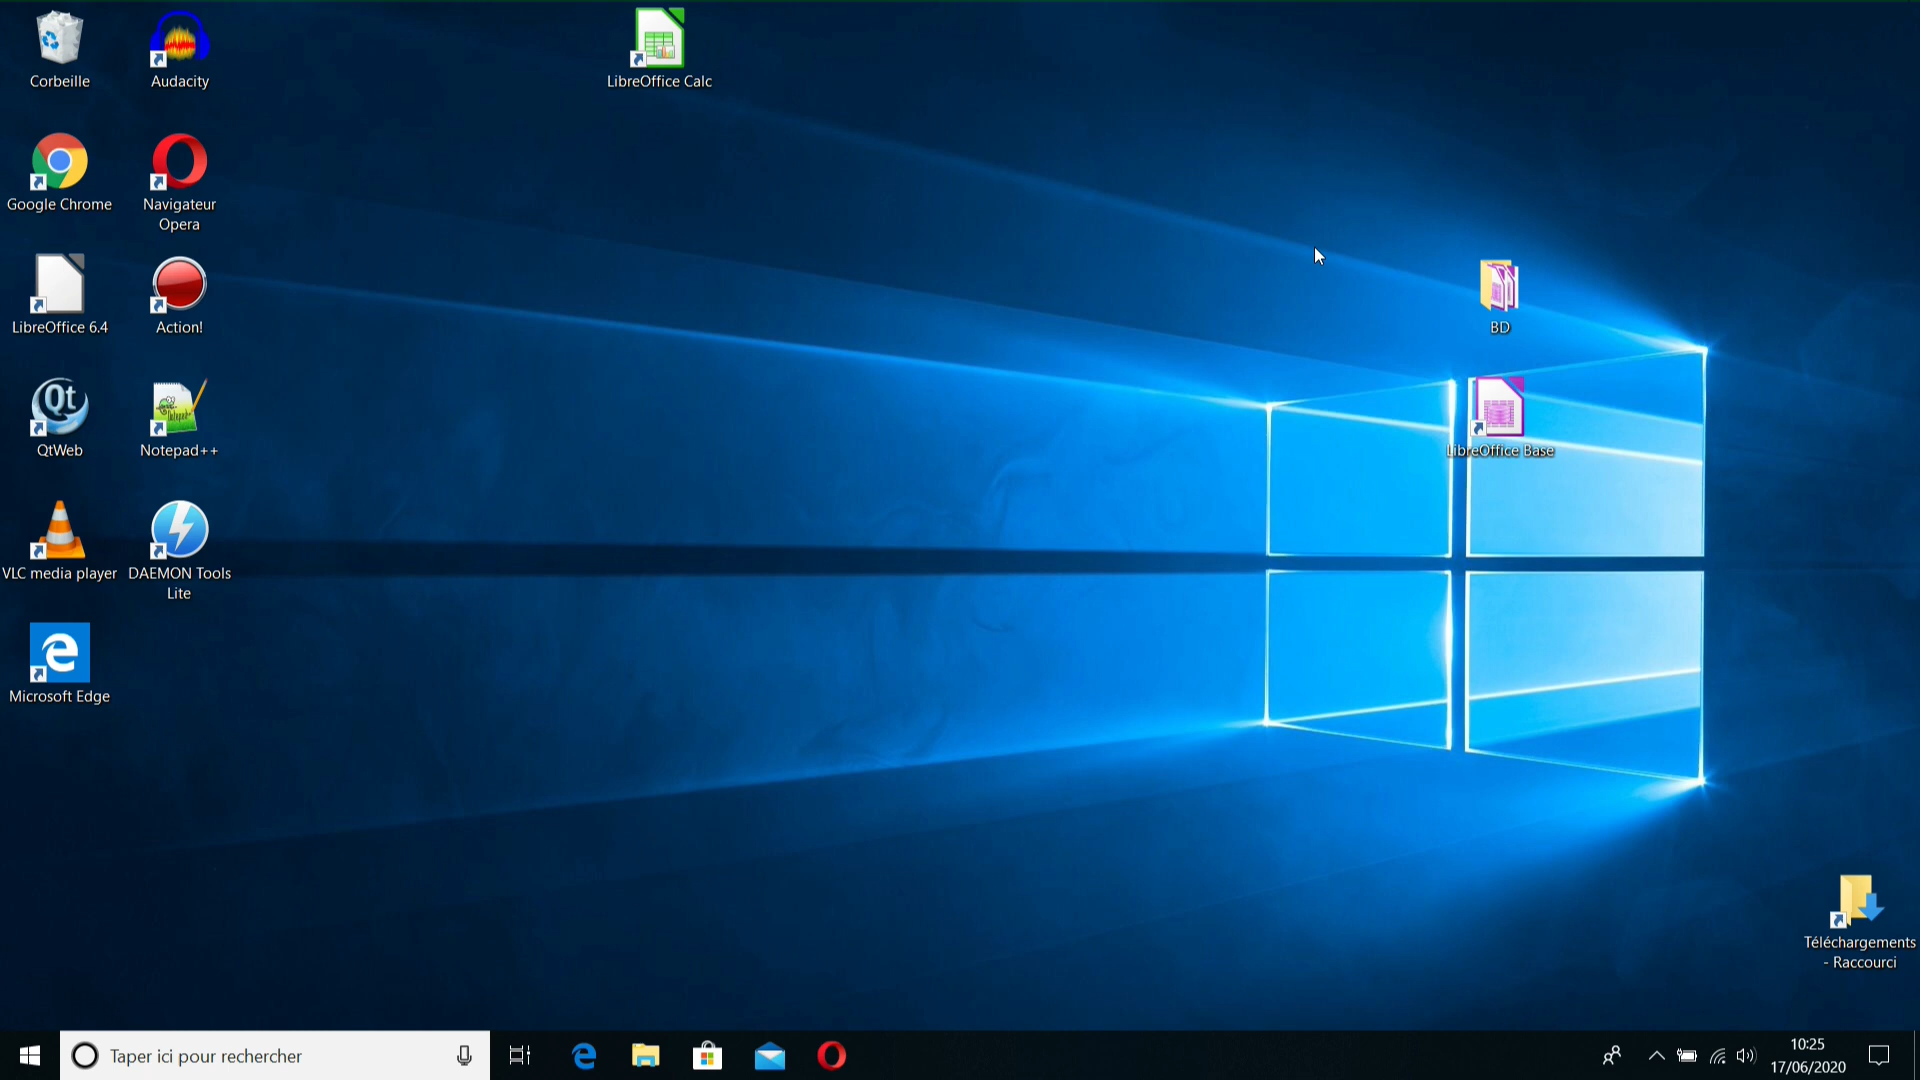 Corbeille
Audacity
LibreOffice Calc
Google Chrome
Navigateur
Opera
LibreOffice 6.4
Action!
BD
Qt
QtWeb
Notepad++
LibreOffice Base
VLC media player
DAEMON Tools
Lite
Microsoft Edge
Téléchargements
- Raccourci
Taper ici pour rechercher
10:25
17/06/2020